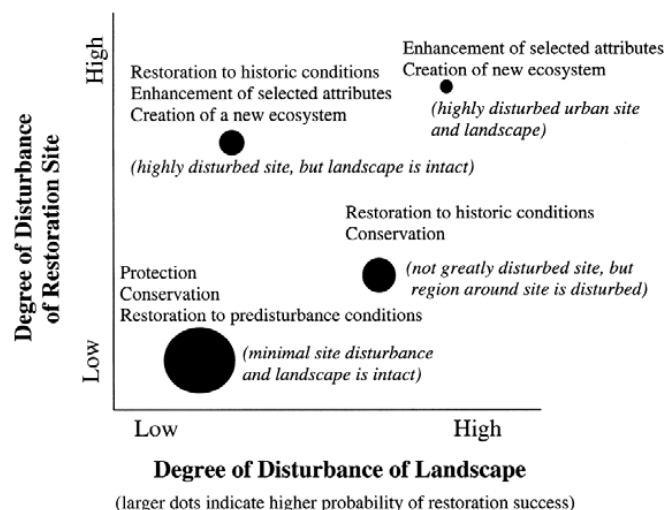 High
Low
Degree of Disturbance
of Restoration Site
Restoration to historic conditions
Enhancement of selected attributes
Creation of a new ecosystem
(highly disturbed site, but landscape is intact)
Enhancement of selected attributes
Creation of new ecosystem
(highly disturbed urban site
and landscape)
Restoration to historic conditions
Conservation
(not greatly disturbed site, but
region around site is disturbed)
Protection
Conservation
Restoration to predisturbance conditions
(minimal site disturbance
and landscape is intact)
Low
High
Degree of Disturbance of Landscape
(larger dots indicate higher probability of restoration success)